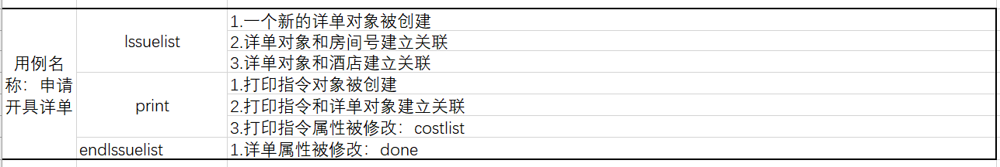 用例名
称：申请
开具详单
Issuelist
1.一个新的详单对象被创建
2.详单对象和房间号建立关联
3.详单对象和酒店建立关联
print
1.打印指令对象被创建
2.打印指令和详单对象建立关联
3.打印指令属性被修改：costlist
endIssuelist
1.详单属性被修改：done